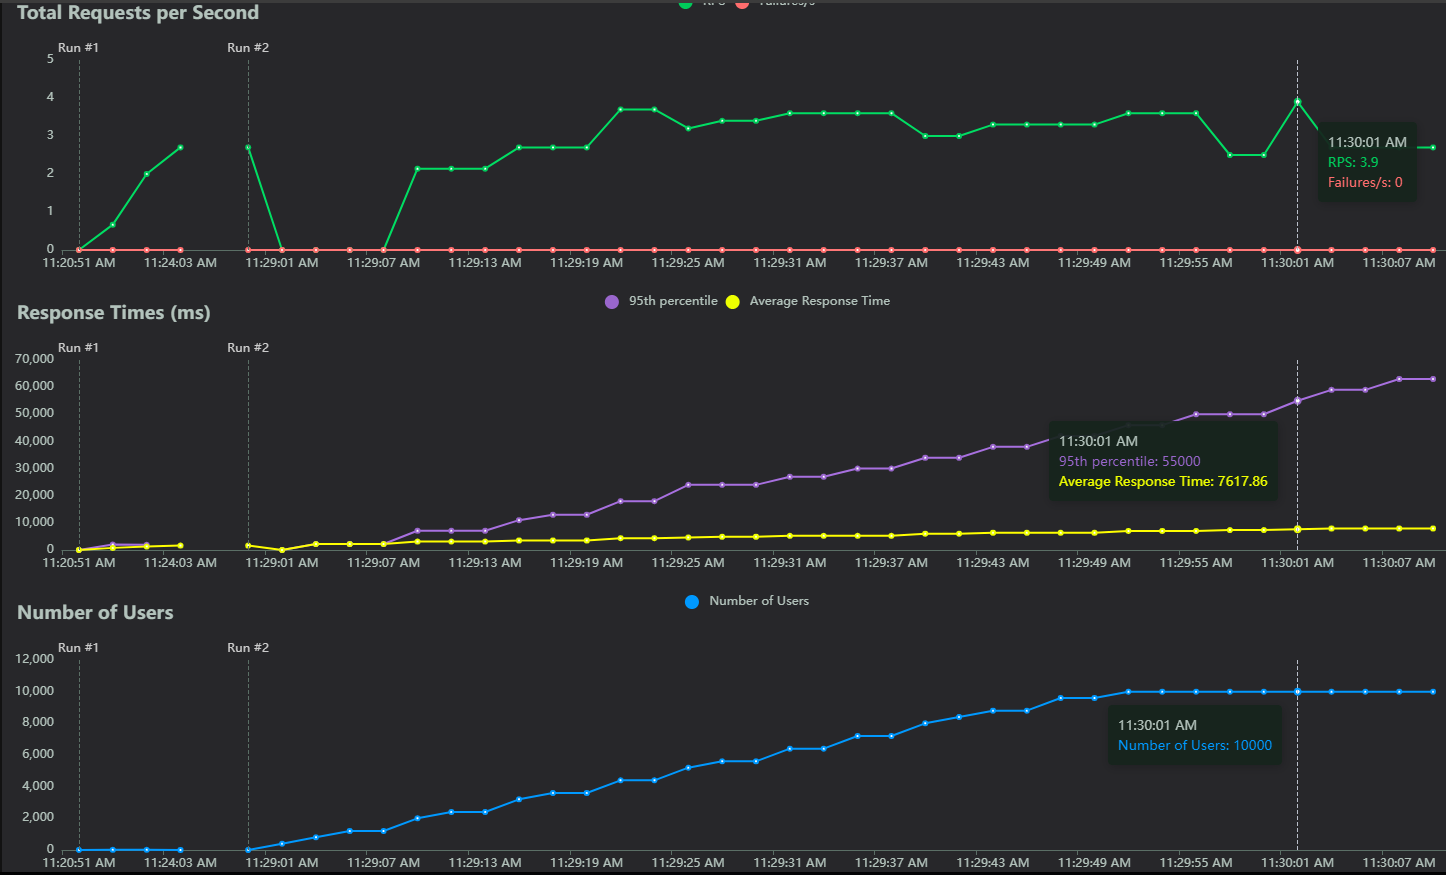 Total Requests per Second
RPS Failures/s
Run #1 Run #2
5
4
3
2
1
0
11:30:01 AM
RPS: 3.9
Failures/s: 0
11:20:51 AM 11:24:03 AM 11:29:01 AM 11:29:07 AM 11:29:13 AM 11:29:19 AM 11:29:25 AM 11:29:31 AM 11:29:37 AM 11:29:43 AM 11:29:49 AM 11:29:55 AM 11:30:01 AM 11:30:07 AM
Response Times (ms)
95th percentile Average Response Time
Run #1 Run #2
70,000
60,000
50,000
40,000
30,000
20,000
10,000
0
11:30:01 AM
95th percentile: 55000
Average Response Time: 7617.86
11:20:51 AM 11:24:03 AM 11:29:01 AM 11:29:07 AM 11:29:13 AM 11:29:19 AM 11:29:25 AM 11:29:31 AM 11:29:37 AM 11:29:43 AM 11:29:49 AM 11:29:55 AM 11:30:01 AM 11:30:07 AM
Number of Users
Number of Users
Run #1 Run #2
12,000
10,000
8,000
6,000
4,000
2,000
0
11:30:01 AM
Number of Users: 10000
11:20:51 AM 11:24:03 AM 11:29:01 AM 11:29:07 AM 11:29:13 AM 11:29:19 AM 11:29:25 AM 11:29:31 AM 11:29:37 AM 11:29:43 AM 11:29:49 AM 11:29:55 AM 11:30:01 AM 11:30:07 AM